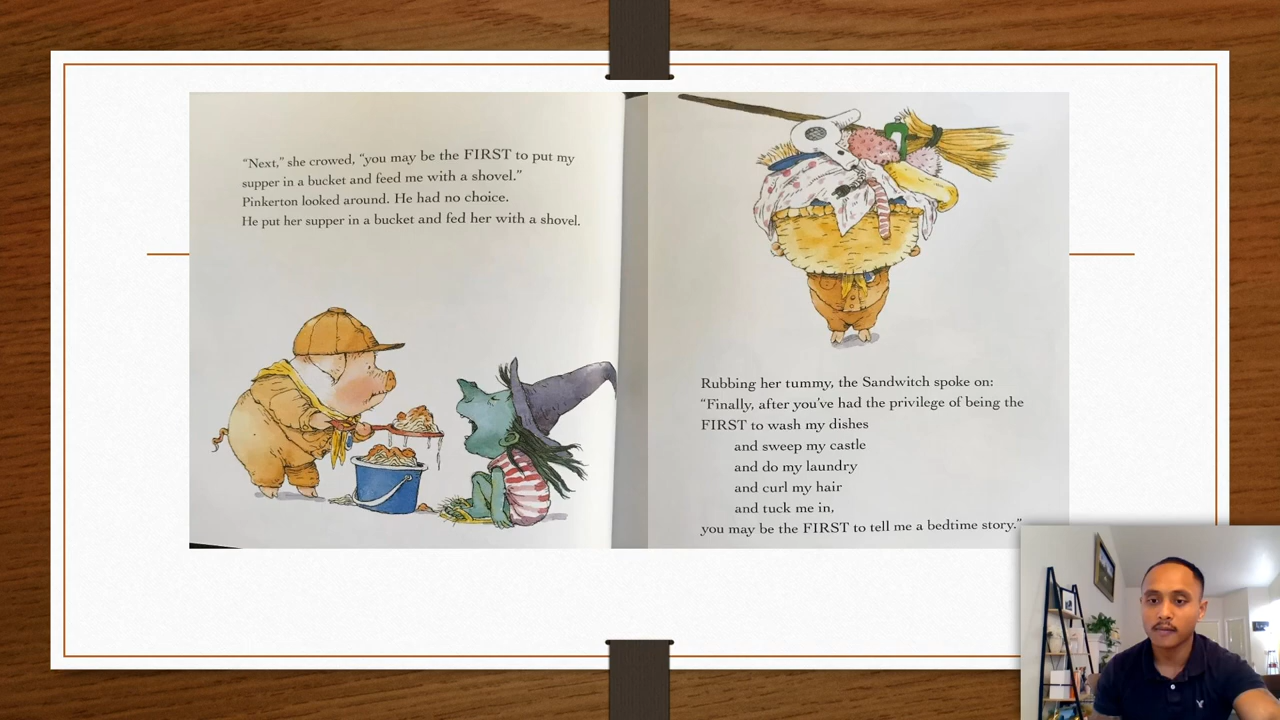 “Next,” she crowed, “you may be the FIRST to put my
supper in a bucket and feed me with a shovel.”
Pinkerton looked around. He had no choice.
He put her supper in a bucket and fed her with a shovel.
Rubbing her tummy, the Sandwitch spoke on:
“Finally, after you’ve had the privilege of being the
FIRST to wash my dishes
and sweep my castle
and do my laundry
and curl my hair
and tuck me in,
you may be the FIRST to tell me a bedtime story.”